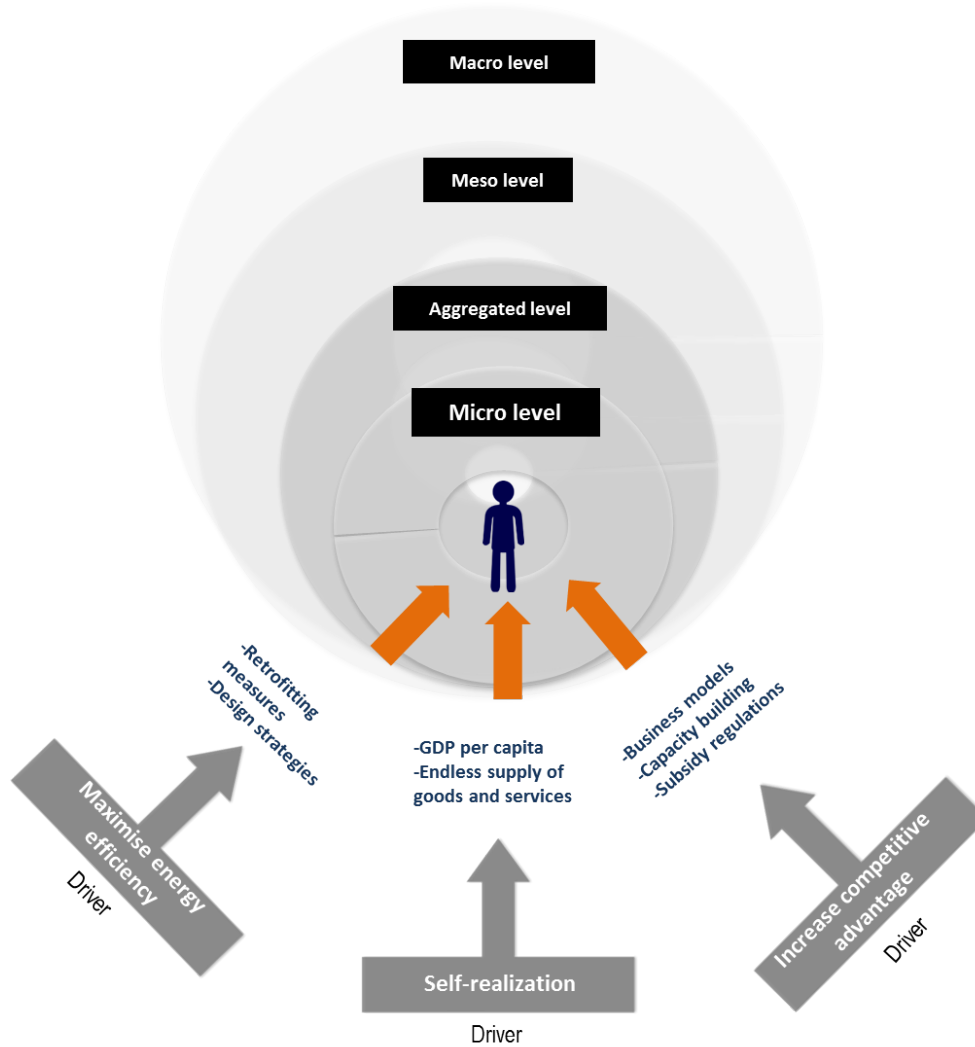 Macro level
Meso level
Aggregated level
Micro level
-Retrofitting
measures
-Design strategies
-GDP per capita
-Endless supply of
goods and services
-Business models
-Capacity building
-Subsidy regulations
Maximise energy
efficiency
Driver
Self-realization
Driver
Increase competitive
advantage
Driver